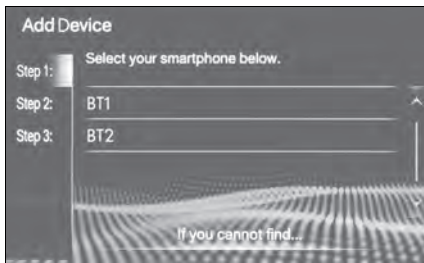 Add Device
Step 1:
Select your smartphone below.
Step 2:
BT1
Step 3:
BT2
If you cannot find...